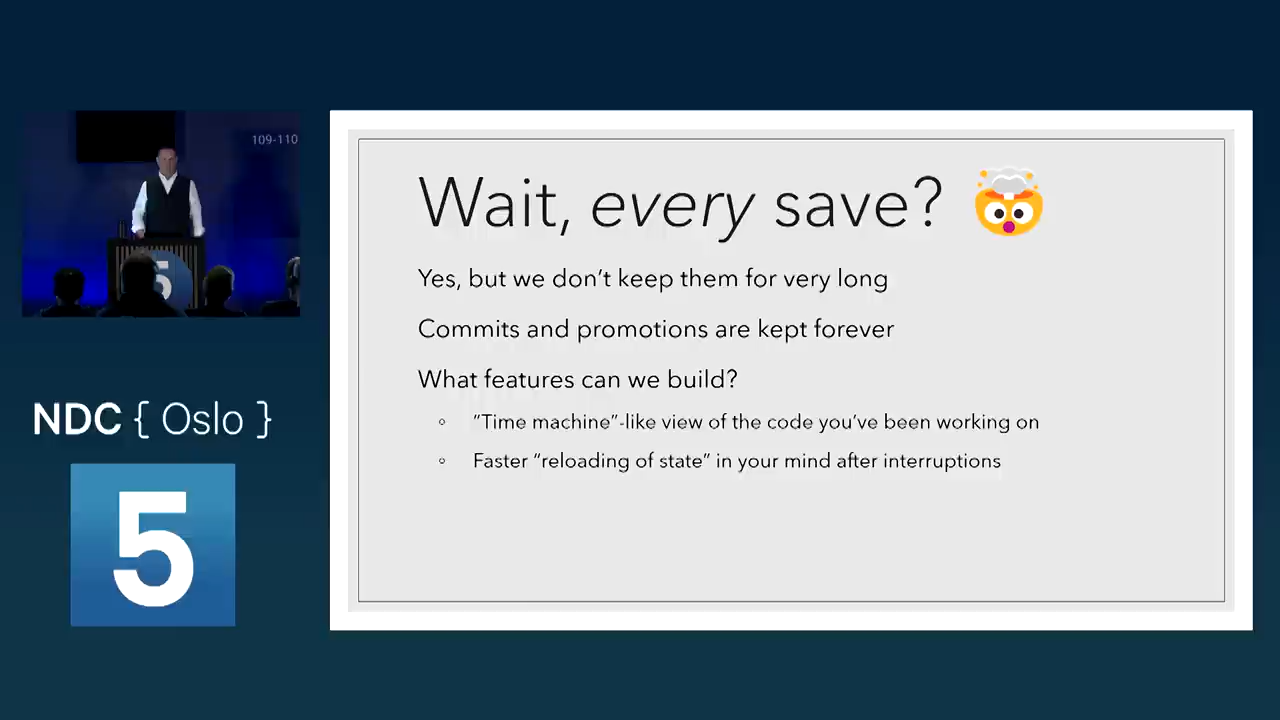 109-110
5
NDC { Oslo }
5
Wait, every save? 🤯
Yes, but we don’t keep them for very long
Commits and promotions are kept forever
What features can we build?
◦ “Time machine”-like view of the code you’ve been working on
◦ Faster “reloading of state” in your mind after interruptions